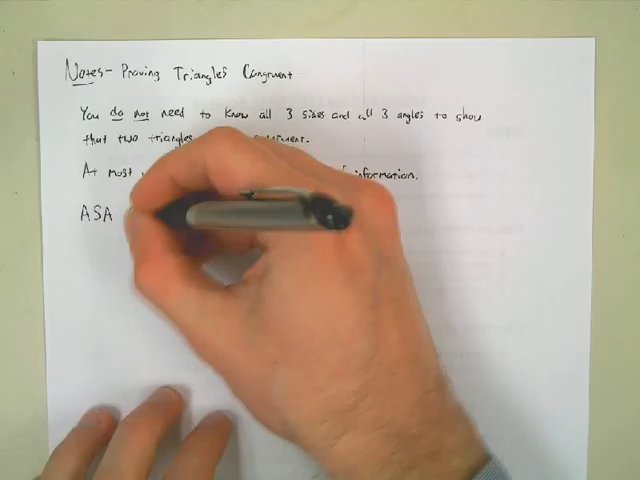 Notes- Proving Triangles Congruent
You do not need to know all 3 sides and all 3 angles to show
that two triangles
At most information.
ASA